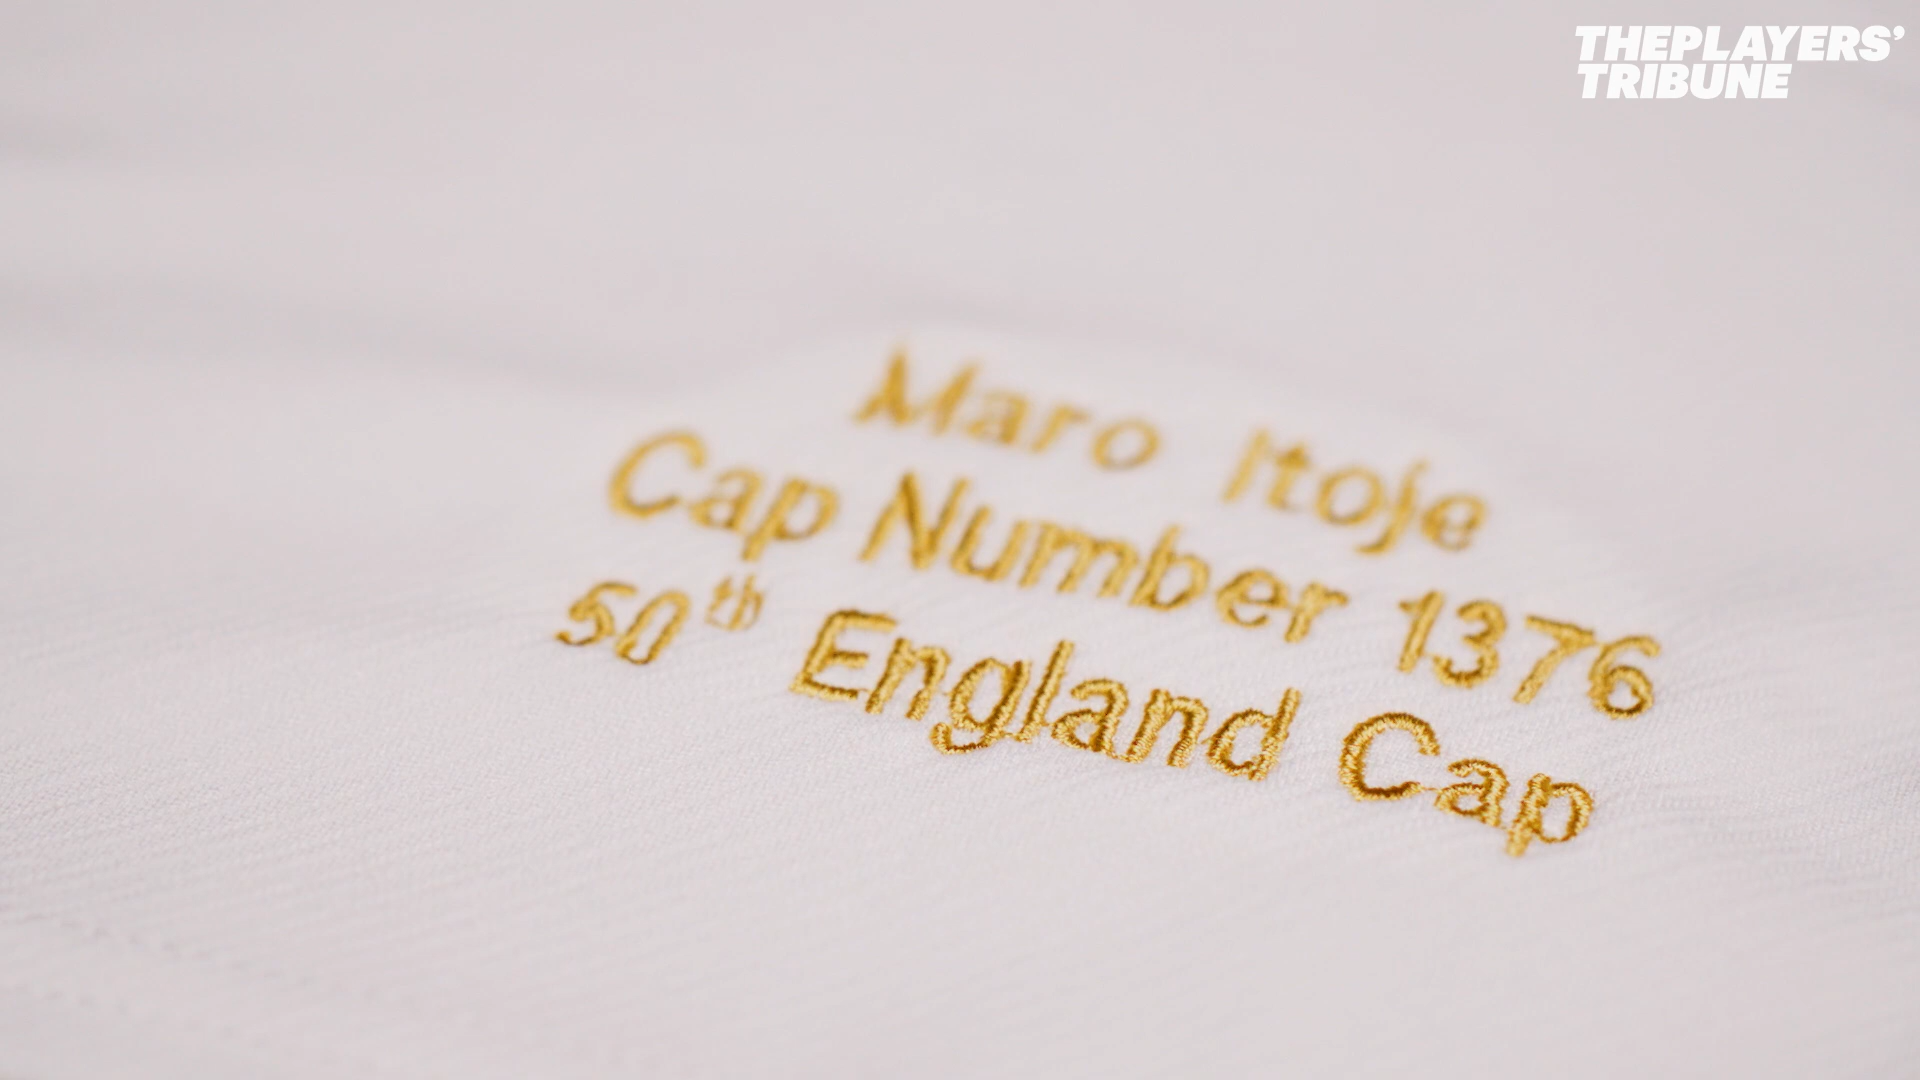 THEPLAYERS'
TRIBUNE
Maro Itoje
Cap Number 1376
50th England Cap